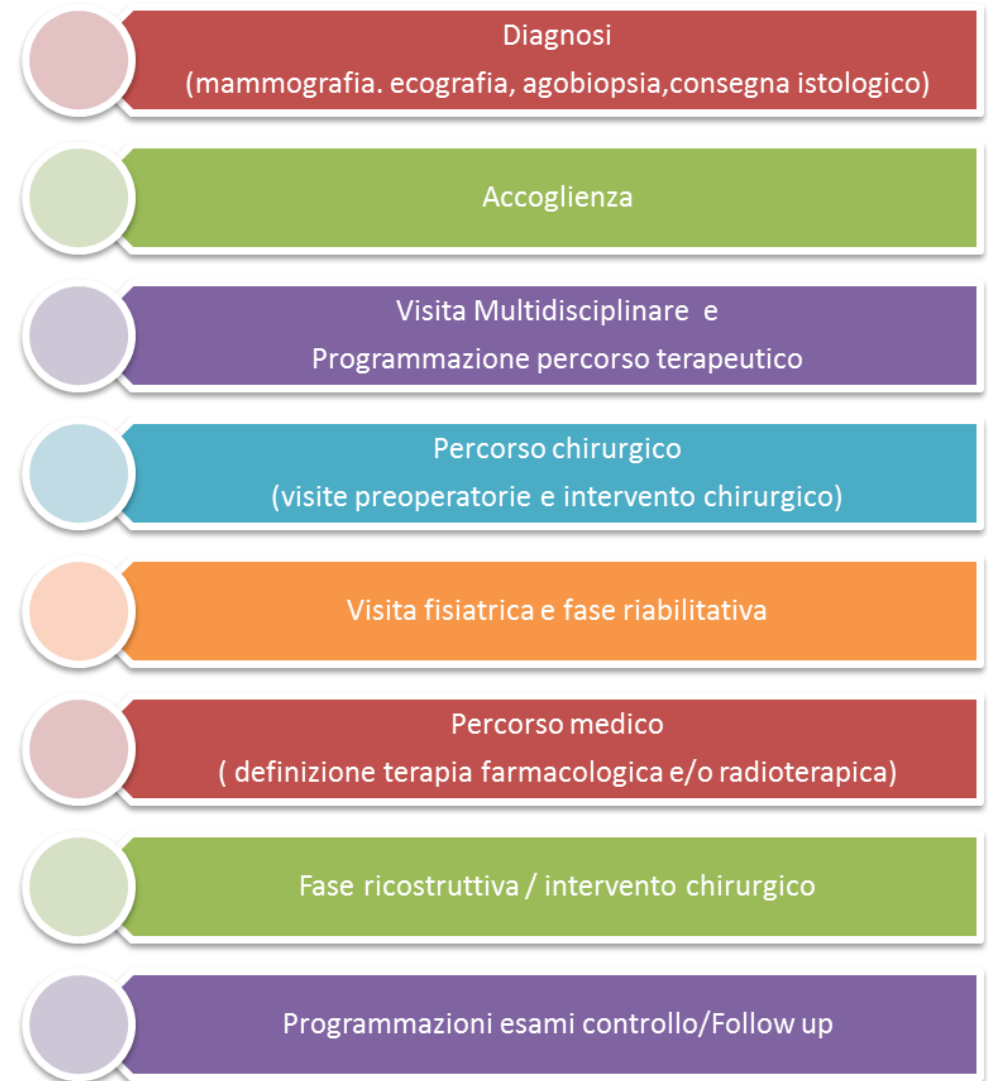 Diagnosi
(mammografia. ecografia, agobiopsia,consegna istologico)
Accoglienza
Visita Multidisciplinare e
Programmazione percorso terapeutico
Percorso chirurgico
(visite preoperatorie e intervento chirurgico)
Visita fisiatrica e fase riabilitativa
Percorso medico
( definizione terapia farmacologica e/o radioterapica)
Fase ricostruttiva / intervento chirurgico
Programmazioni esami controllo/Follow up